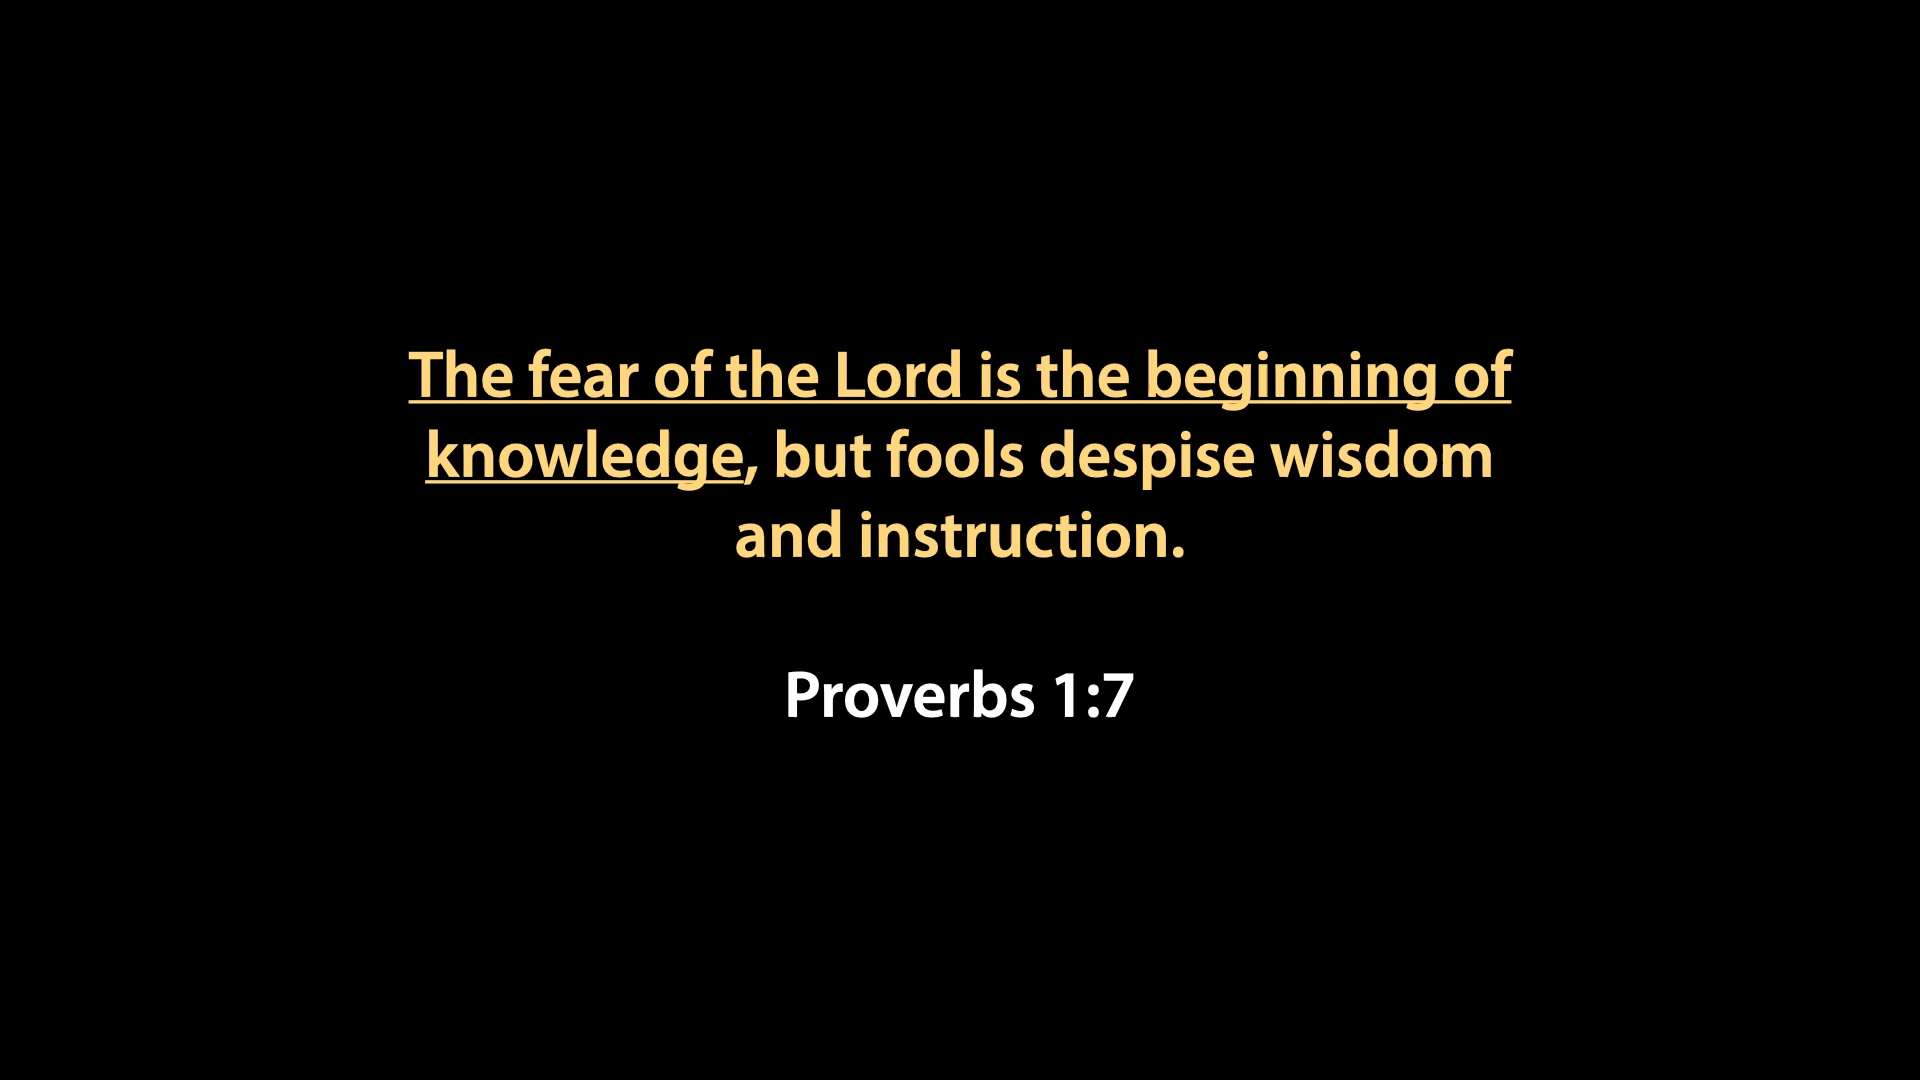 The fear of the Lord is the beginning of
knowledge, but fools despise wisdom
and instruction.
Proverbs 1:7